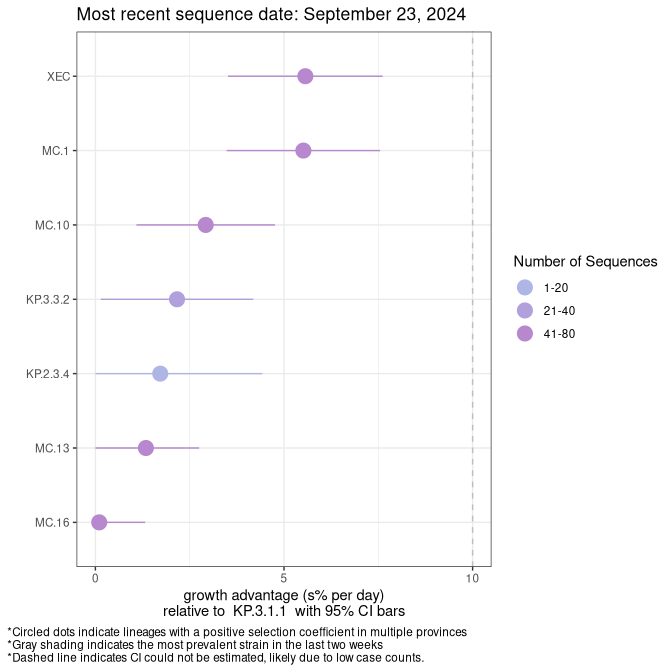 Most recent sequence date: September 23, 2024
XEC
MC.1
MC.10
KP.3.3.2
KP.2.3.4
MC.13
MC.16
0
5
10
growth advantage (s% per day)
relative to  KP.3.1.1  with 95% CI bars
Number of Sequences
1-20
21-40
41-80
*Circled dots indicate lineages with a positive selection coefficient in multiple provinces
*Gray shading indicates the most prevalent strain in the last two weeks
*Dashed line indicates CI could not be estimated, likely due to low case counts.